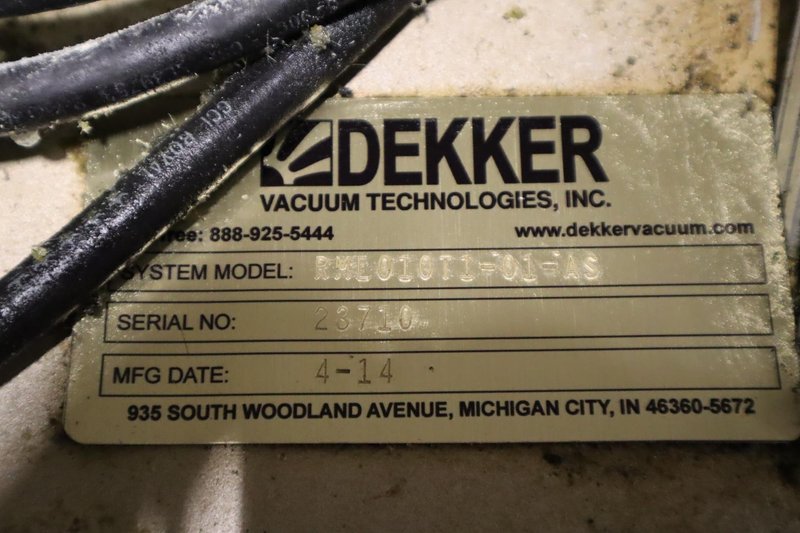 DEKKER
VACUUM TECHNOLOGIES, INC.
888-925-5444 www.dekkervacuum.com
SYSTEM MODEL:
SERIAL NO: 23710
MFG DATE: 4-14
935 SOUTH WOODLAND AVENUE, MICHIGAN CITY, IN 46360-5672